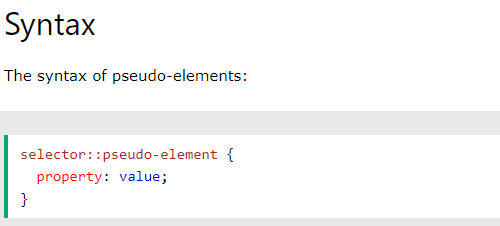 Syntax
The syntax of pseudo-elements:
selector::pseudo-element {
  property: value;
}